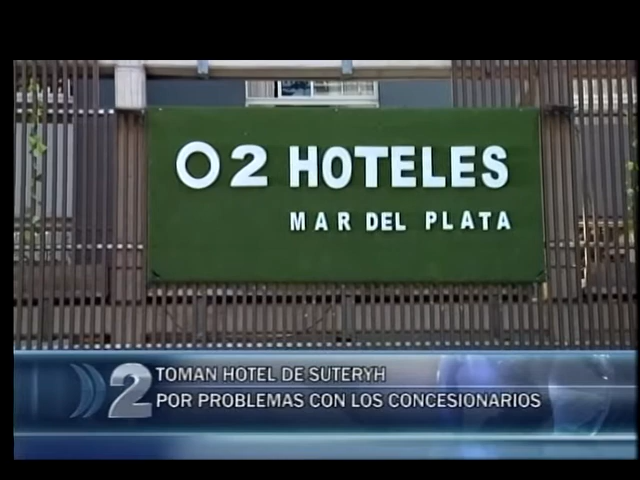 O2 HOTELES
MAR DEL PLATA
2
TOMAN HOTEL DE SUTERYH
POR PROBLEMAS CON LOS CONCESIONARIOS